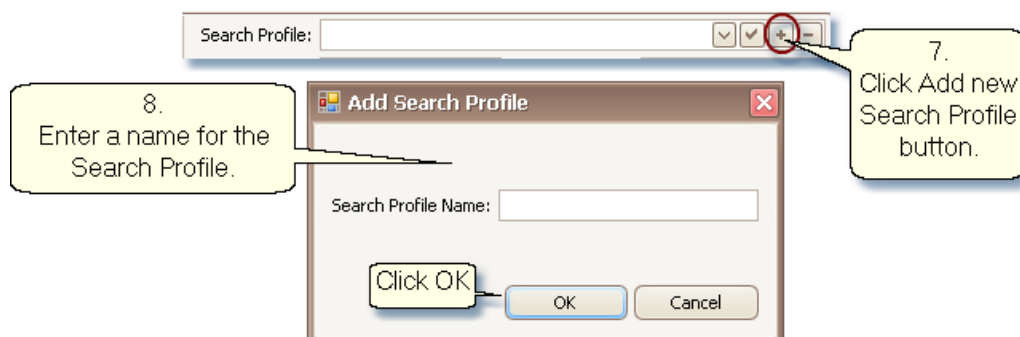 Search Profile:
7.
Click Add new
Search Profile
button.
8.
Enter a name for the
Search Profile.
Add Search Profile
Search Profile Name:
Click OK
OK
Cancel